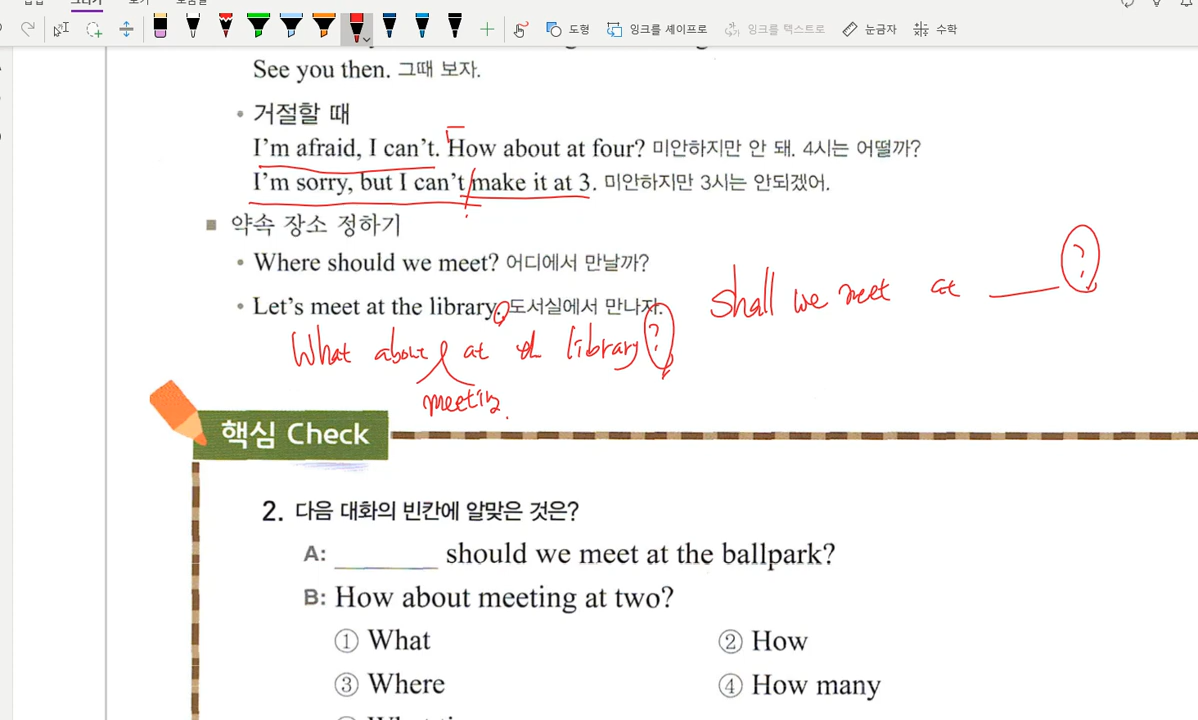 도형 잉크를 셰이프로 잉크를 텍스트로 눈금자 수학
See you then. 그때 보자.
• 거절할 때
I'm afraid, I can't. How about at four? 미안하지만 안 돼. 4시는 어떨까?
I'm sorry, but I can't/make it at 3. 미안하지만 3시는 안되겠어.
■ 약속 장소 정하기
• Where should we meet? 어디에서 만날까?
• Let's meet at the library. 도서실에서 만나자.
shall we meet at ___ ?
What about at library?
meeting.
핵심 Check
2. 다음 대화의 빈칸에 알맞은 것은?
A: ________ should we meet at the ballpark?
B: How about meeting at two?
① What
② How
③ Where
④ How many